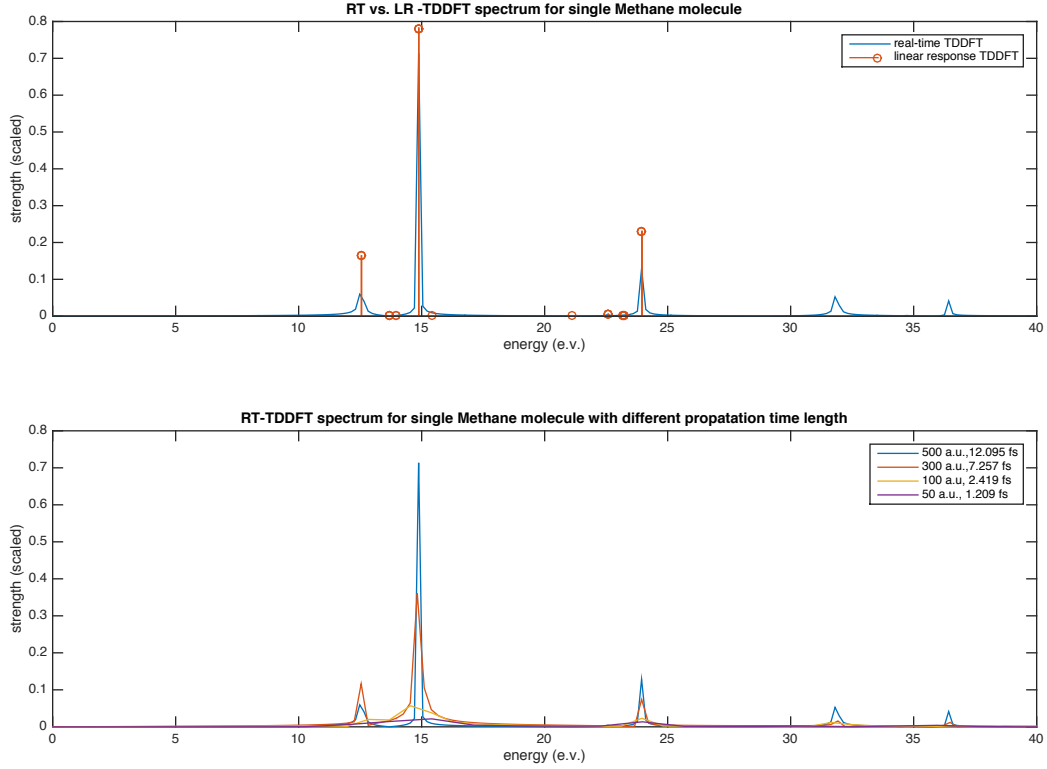 RT vs. LR -TDDFT spectrum for single Methane molecule
0.8
0.7
0.6
0.5
0.4
0.3
0.2
0.1
0
strength (scaled)
real-time TDDFT
linear response TDDFT
0 5 10 15 20 25 30 35 40
energy (e.v.)
RT-TDDFT spectrum for single Methane molecule with different propatation time length
0.8
0.7
0.6
0.5
0.4
0.3
0.2
0.1
0
strength (scaled)
500 a.u.,12.095 fs
300 a.u.,7.257 fs
100 a.u, 2.419 fs
50 a.u., 1.209 fs
0 5 10 15 20 25 30 35 40
energy (e.v.)